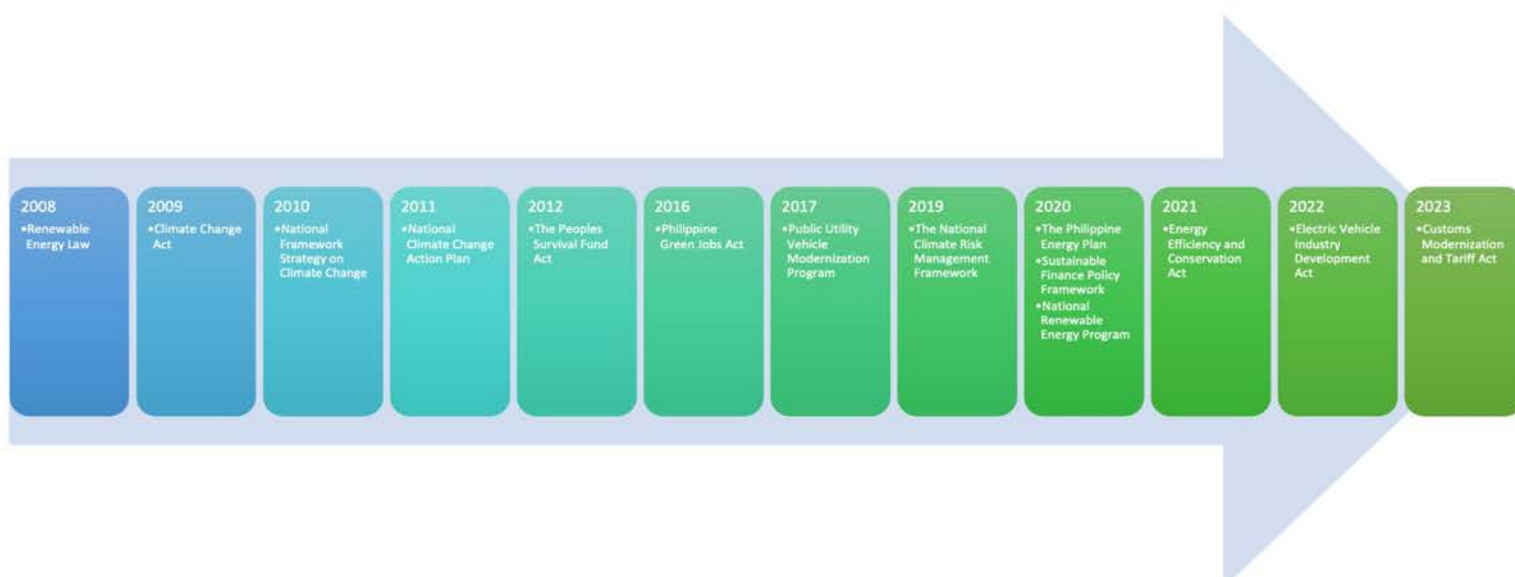 2008
•Renewable
Energy Law
2009
•Climate Change
Act
2010
•National
Framework
Strategy on
Climate Change
2011
•National
Climate Change
Action Plan
2012
•The Peoples
Survival Fund
Act
2016
•Philippine
Green Jobs Act
2017
•Public Utility
Vehicle
Modernization
Program
2019
•The National
Climate Risk
Management
Framework
2020
•The Philippine
Energy Plan
•Sustainable
Finance Policy
Framework
•National
Renewable
Energy Program
2021
•Energy
Efficiency and
Conservation
Act
2022
•Electric Vehicle
Industry
Development
Act
2023
•Customs
Modernization
and Tariff Act